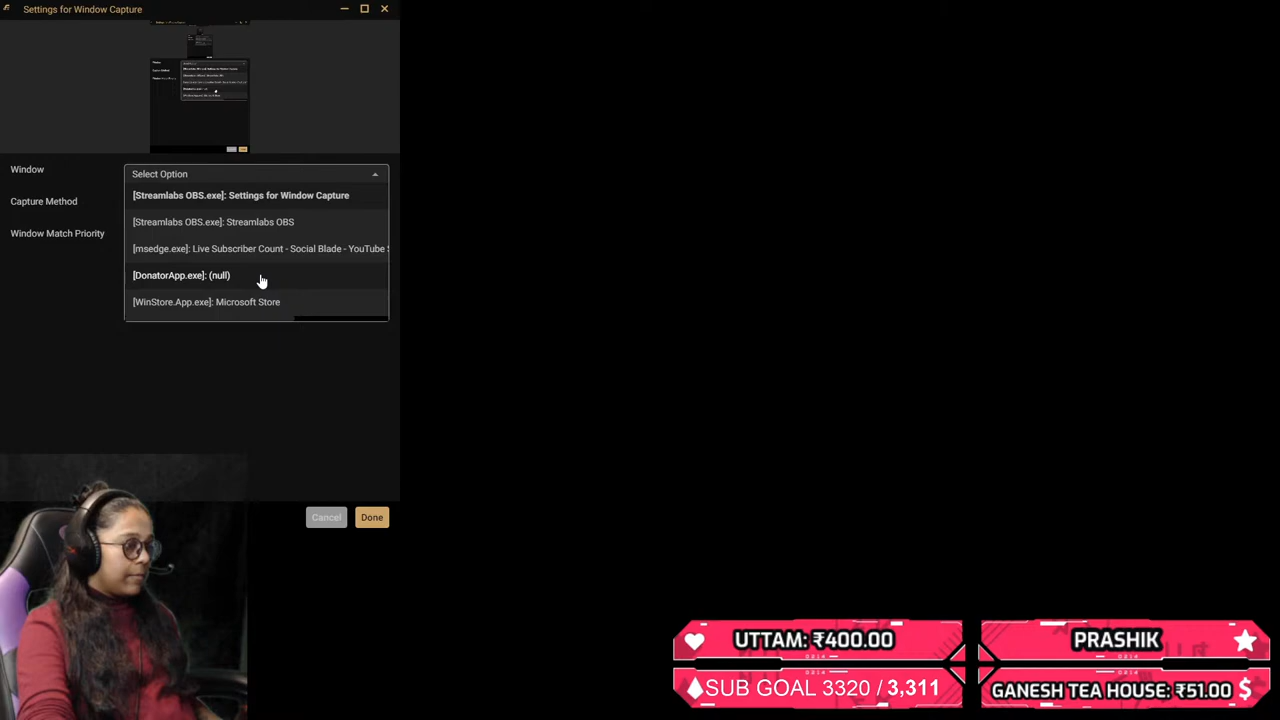 Settings for Window Capture
Window
Select Option
[Streamlabs OBS.exe]: Settings for Window Capture
Capture Method
[Streamlabs OBS.exe]: Streamlabs OBS
Window Match Priority
[msedge.exe]: Live Subscriber Count - Social Blade - YouTube
[DonatorApp.exe]: (null)
[WinStore.App.exe]: Microsoft Store
Cancel
Done
UTTAM: ₹400.00
PRASHIK
SUB GOAL 3320 / 3,311
GANESH TEA HOUSE: ₹51.00